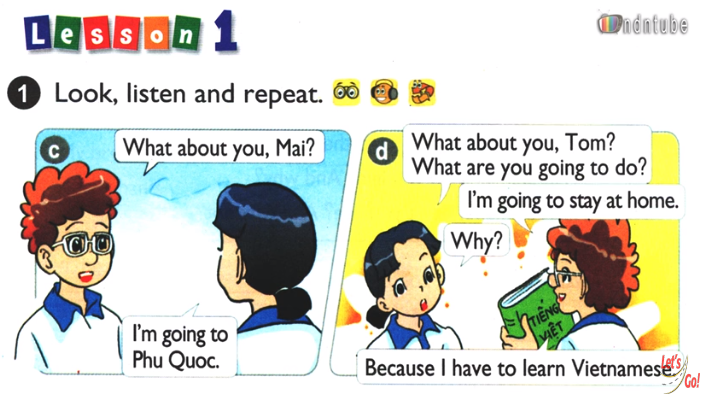 Lesson 1
ndntube
1 Look, listen and repeat.
c
What about you, Mai?
I'm going to
Phu Quoc.
d
What about you, Tom?
What are you going to do?
I'm going to stay at home.
Why?
TIẾNG
VIỆT
Because I have to learn Vietnamese.
Let's
Go!